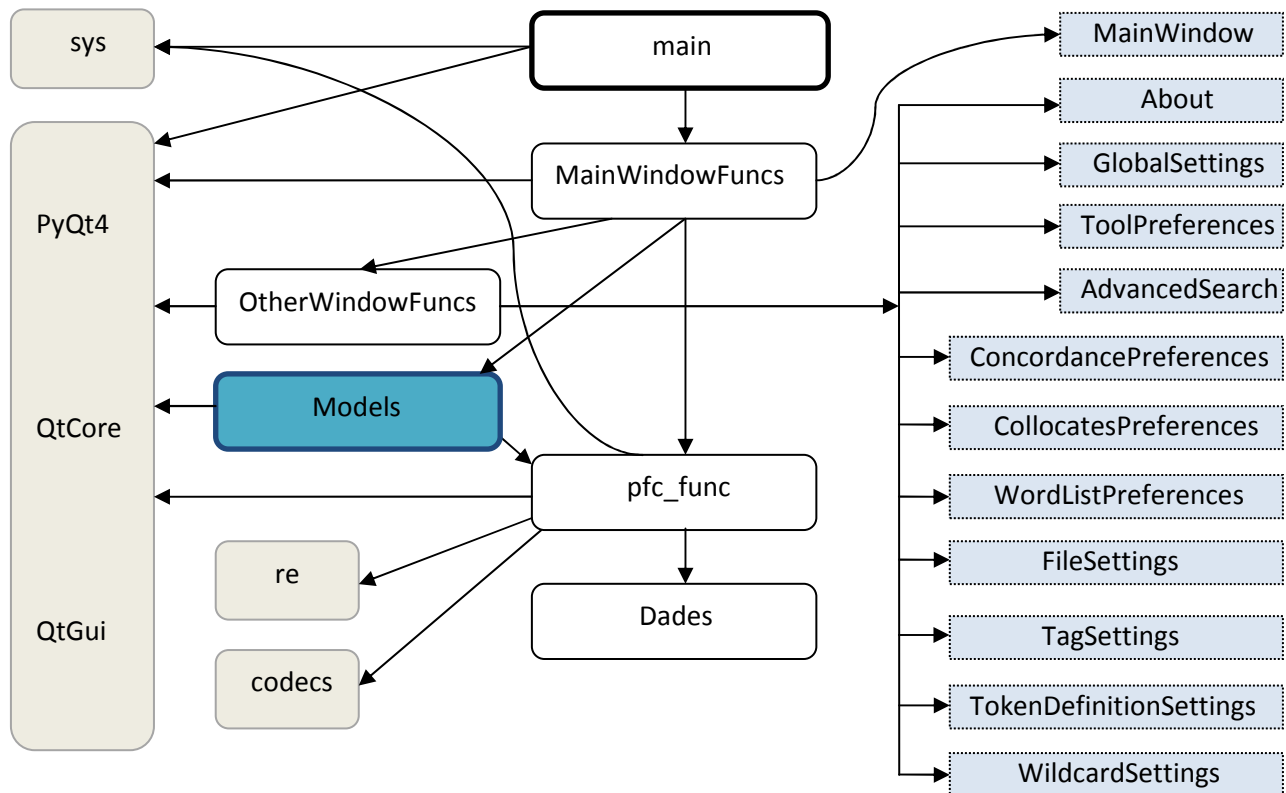 sys
main
MainWindow
About
MainWindowFuncs
GlobalSettings
PyQt4
ToolPreferences
OtherWindowFuncs
AdvancedSearch
ConcordancePreferences
Models
QtCore
CollocatesPreferences
pfc_func
WordListPreferences
re
FileSettings
Dades
QtGui
TagSettings
codecs
TokenDefinitionSettings
WildcardSettings